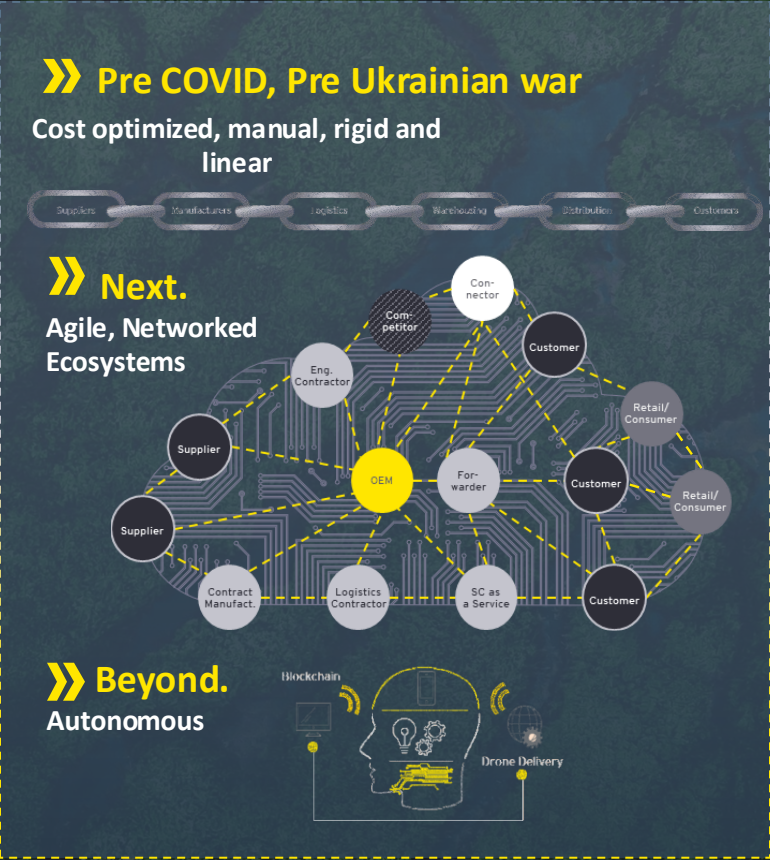 Pre COVID, Pre Ukrainian war
Cost optimized, manual, rigid and
linear
Suppliers
Manufacturers
Logistics
Warehousing
Distribution
Customers
Next.
Agile, Networked
Ecosystems
Con-
nector
Com-
petitor
Customer
Eng.
Contractor
Retail/
Consumer
Supplier
OEM
For-
warder
Customer
Retail/
Consumer
Supplier
Contract
Manufact.
Logistics
Contractor
SC as
a Service
Customer
Beyond.
Autonomous
Blockchain
Drone Delivery